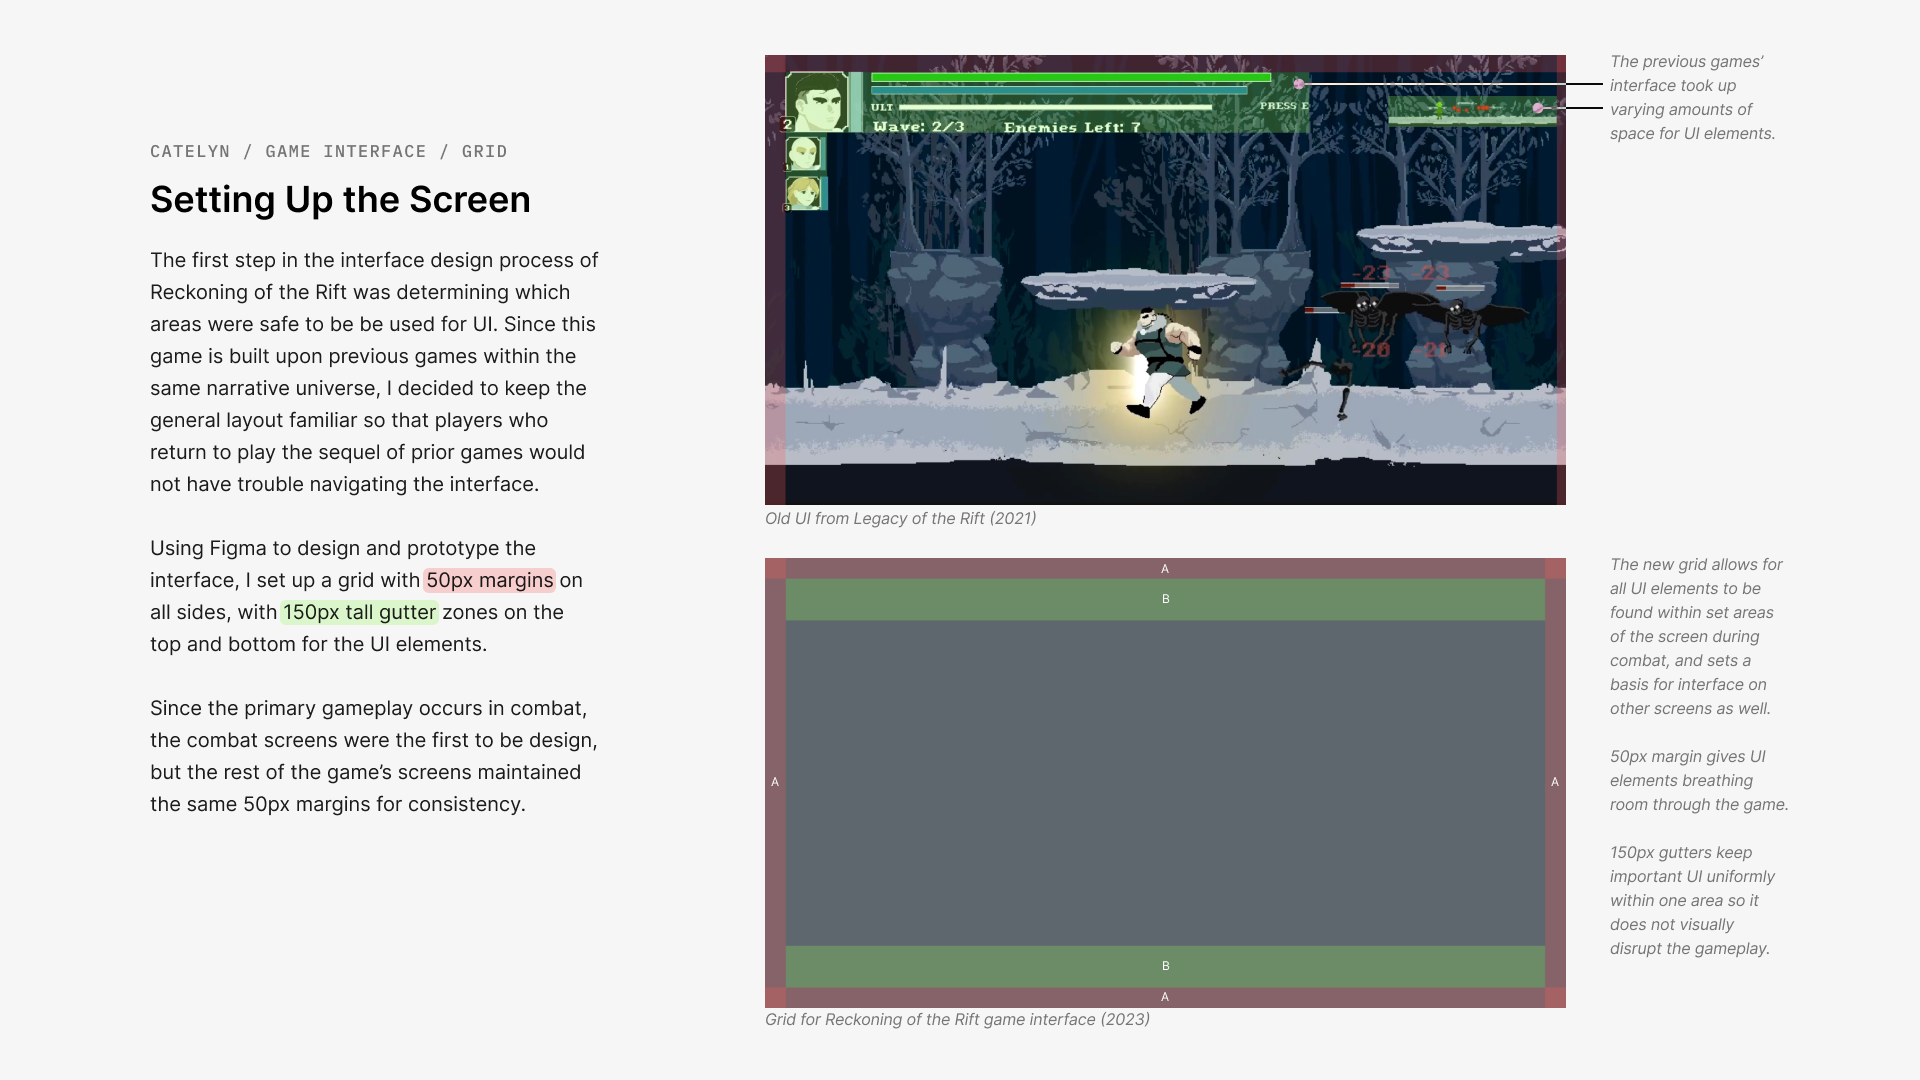 CATELYN / GAME INTERFACE / GRID
Setting Up the Screen
The first step in the interface design process of
Reckoning of the Rift was determining which
areas were safe to be be used for UI. Since this
game is built upon previous games within the
same narrative universe, I decided to keep the
general layout familiar so that players who
return to play the sequel of prior games would
not have trouble navigating the interface.
Using Figma to design and prototype the
interface, I set up a grid with 50px margins on
all sides, with 150px tall gutter zones on the
top and bottom for the UI elements.
Since the primary gameplay occurs in combat,
the combat screens were the first to be design,
but the rest of the game’s screens maintained
the same 50px margins for consistency.
2
ULT
PRESS E
Wave: 2/3 Enemies Left: 7
1
3
-23 -23
-20 -21
Old UI from Legacy of the Rift (2021)
The previous games’
interface took up
varying amounts of
space for UI elements.
A
B
A
A
B
A
Grid for Reckoning of the Rift game interface (2023)
The new grid allows for
all UI elements to be
found within set areas
of the screen during
combat, and sets a
basis for interface on
other screens as well.
50px margin gives UI
elements breathing
room through the game.
150px gutters keep
important UI uniformly
within one area so it
does not visually
disrupt the gameplay.